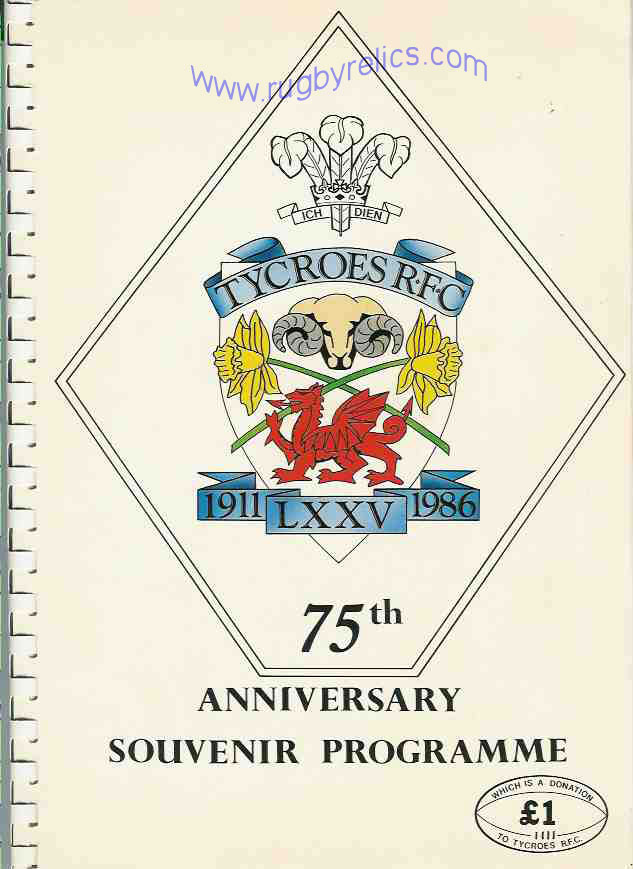 www.rugbyrelics.com
ICH DIEN
TYCROES R.F.C
1911 LXXV 1986
75th
ANNIVERSARY
SOUVENIR PROGRAMME
WHICH IS A DONATION
£1
TO TYCROES R.F.C.